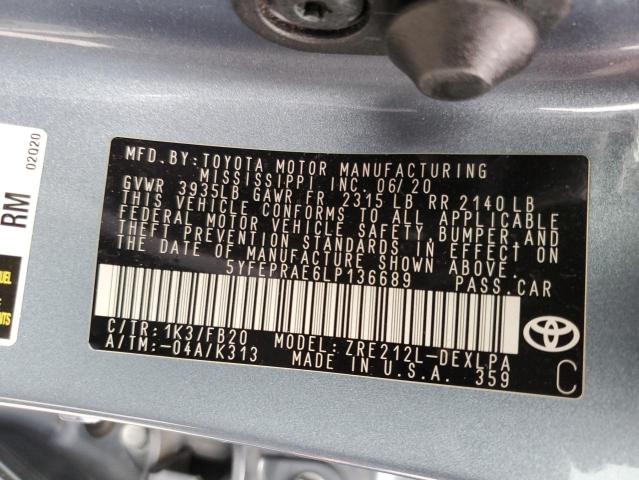 MFD.BY:TOYOTA MOTOR MANUFACTURING
MISSISSIPPI INC. 06/20
GVWR 3935LB GAWR FR. 2315 LB RR 2140 LB
THIS VEHICLE CONFORMS TO ALL APPLICABLE
FEDERAL MOTOR VEHICLE SAFETY, BUMPER AND
THEFT PREVENTION STANDARDS IN EFFECT ON
THE DATE OF MANUFACTURE SHOWN ABOVE.
5YFEPRAE6LP136689 PASS.CAR
C/TR:1K3/FB20 MODEL: ZRE212L-DEXLPA
A/TM:-04A/K313 MADE IN U.S.A. 359
C
RM
02020